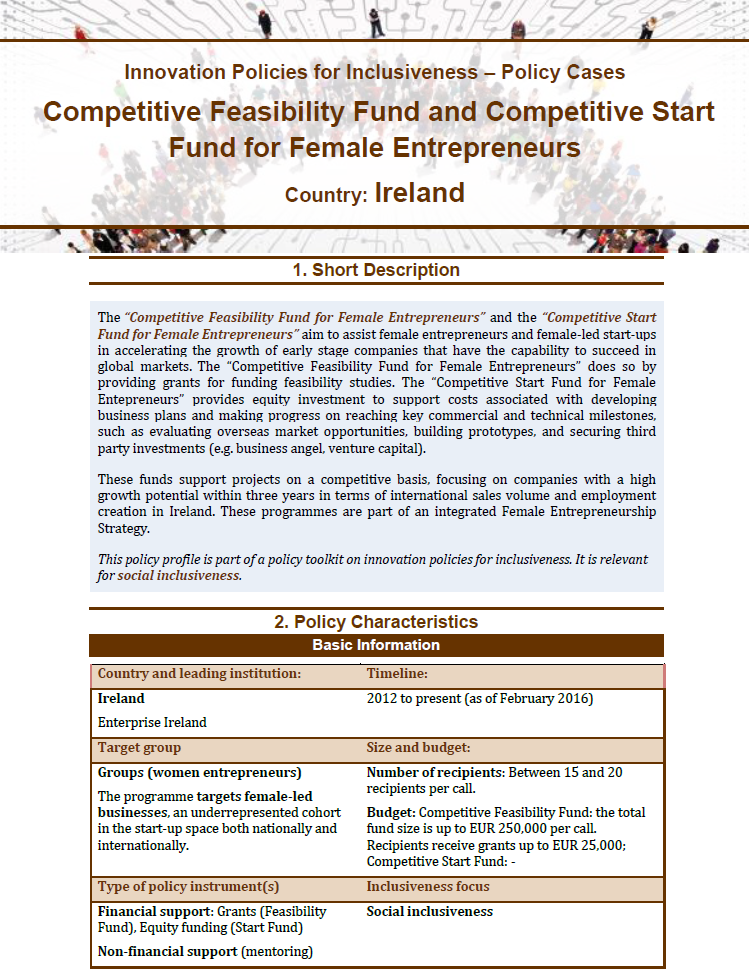 Innovation Policies for Inclusiveness – Policy Cases
Competitive Feasibility Fund and Competitive Start
Fund for Female Entrepreneurs
Country: Ireland
1. Short Description
The “Competitive Feasibility Fund for Female Entrepreneurs” and the “Competitive Start
Fund for Female Entrepreneurs” aim to assist female entrepreneurs and female-led start-ups
in accelerating the growth of early stage companies that have the capability to succeed in
global markets. The “Competitive Feasibility Fund for Female Entrepreneurs” does so by
providing grants for funding feasibility studies. The “Competitive Start Fund for Female
Entepreneurs” provides equity investment to support costs associated with developing
business plans and making progress on reaching key commercial and technical milestones,
such as evaluating overseas market opportunities, building prototypes, and securing third
party investments (e.g. business angel, venture capital).
These funds support projects on a competitive basis, focusing on companies with a high
growth potential within three years in terms of international sales volume and employment
creation in Ireland. These programmes are part of an integrated Female Entrepreneurship
Strategy.
This policy profile is part of a policy toolkit on innovation policies for inclusiveness. It is relevant
for social inclusiveness.
2. Policy Characteristics
Basic Information
Country and leading institution:
Timeline:
Ireland
Enterprise Ireland
2012 to present (as of February 2016)
Target group
Size and budget:
Groups (women entrepreneurs)
The programme targets female-led
businesses, an underrepresented cohort
in the start-up space both nationally and
internationally.
Number of recipients: Between 15 and 20
recipients per call.
Budget: Competitive Feasibility Fund: the total
fund size is up to EUR 250,000 per call.
Recipients receive grants up to EUR 25,000;
Competitive Start Fund: -
Type of policy instrument(s)
Inclusiveness focus
Financial support: Grants (Feasibility
Fund), Equity funding (Start Fund)
Non-financial support (mentoring)
Social inclusiveness